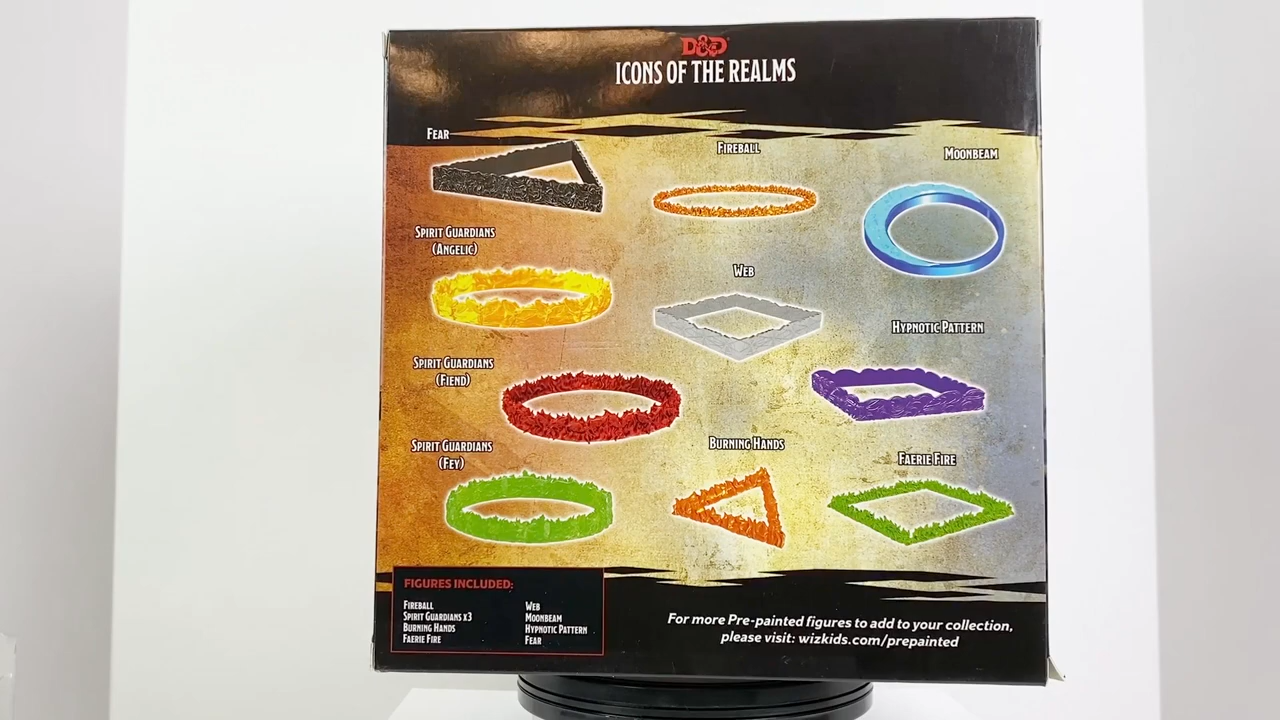 D&D
ICONS OF THE REALMS
FEAR
FIREBALL
MOONBEAM
SPIRIT GUARDIANS
(ANGELIC)
WEB
HYPNOTIC PATTERN
SPIRIT GUARDIANS
(FIEND)
BURNING HANDS
SPIRIT GUARDIANS
(FEY)
FAERIE FIRE
FIGURES INCLUDED:
FIREBALL
SPIRIT GUARDIANS X3
BURNING HANDS
FAERIE FIRE
WEB
MOONBEAM
HYPNOTIC PATTERN
FEAR
For more Pre-painted figures to add to your collection,
please visit: wizkids.com/prepainted